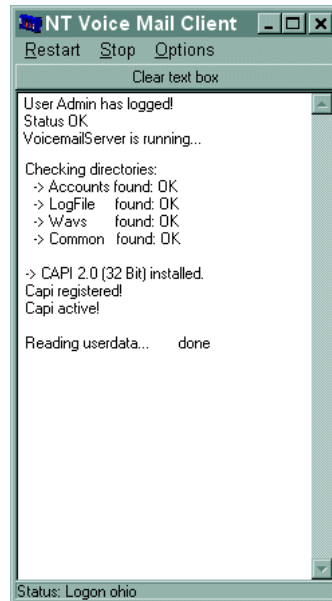 NT Voice Mail Client
Restart Stop Options
Clear text box
User Admin has logged!
Status OK
VoicemailServer is running...
Checking directories:
-> Accounts found: OK
-> LogFile found: OK
-> Wavs found: OK
-> Common found: OK
-> CAPI 2.0 (32 Bit) installed.
Capi registered!
Capi active!
Reading userdata... done
Status: Logon ohio